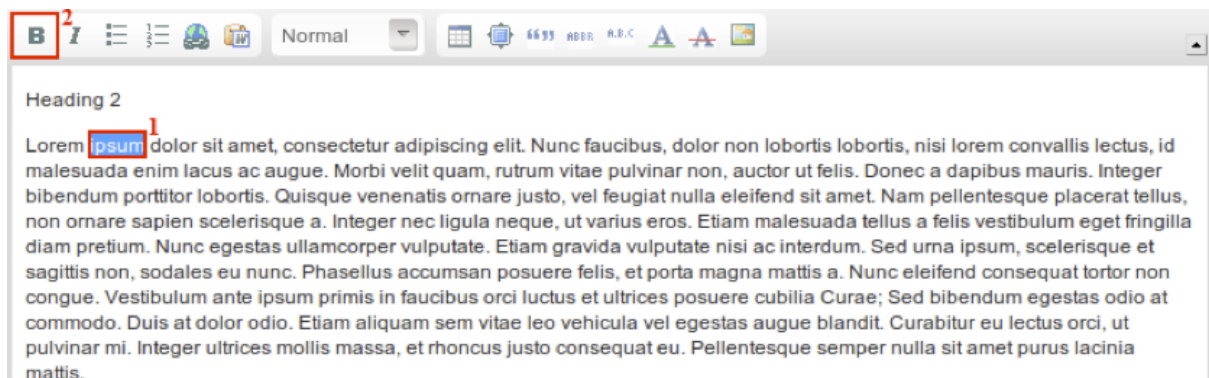 2
B I Normal 6699 ABBR A.B.C A A
Heading 2
1
Lorem ipsum dolor sit amet, consectetur adipiscing elit. Nunc faucibus, dolor non lobortis lobortis, nisi lorem convallis lectus, id
malesuada enim lacus ac augue. Morbi velit quam, rutrum vitae pulvinar non, auctor ut felis. Donec a dapibus mauris. Integer
bibendum porttitor lobortis. Quisque venenatis ornare justo, vel feugiat nulla eleifend sit amet. Nam pellentesque placerat tellus,
non ornare sapien scelerisque a. Integer nec ligula neque, ut varius eros. Etiam malesuada tellus a felis vestibulum eget fringilla
diam pretium. Nunc egestas ullamcorper vulputate. Etiam gravida vulputate nisi ac interdum. Sed urna ipsum, scelerisque et
sagittis non, sodales eu nunc. Phasellus accumsan posuere felis, et porta magna mattis a. Nunc eleifend consequat tortor non
congue. Vestibulum ante ipsum primis in faucibus orci luctus et ultrices posuere cubilia Curae; Sed bibendum egestas odio at
commodo. Duis at dolor odio. Etiam aliquam sem vitae leo vehicula vel egestas augue blandit. Curabitur eu lectus orci, ut
pulvinar mi. Integer ultrices mollis massa, et rhoncus justo consequat eu. Pellentesque semper nulla sit amet purus lacinia
mattis.